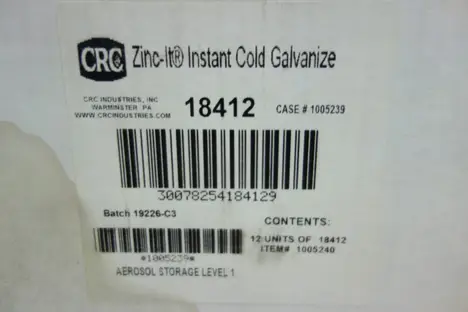 CRC Zinc-It® Instant Cold Galvanize
CRC INDUSTRIES, INC
WARMINSTER PA
WWW.CRCINDUSTRIES.COM
18412
CASE # 1005239
30078254184129
Batch 19226-C3
*1005239*
AEROSOL STORAGE LEVEL 1
CONTENTS:
12 UNITS OF 18412
ITEM# 1005240